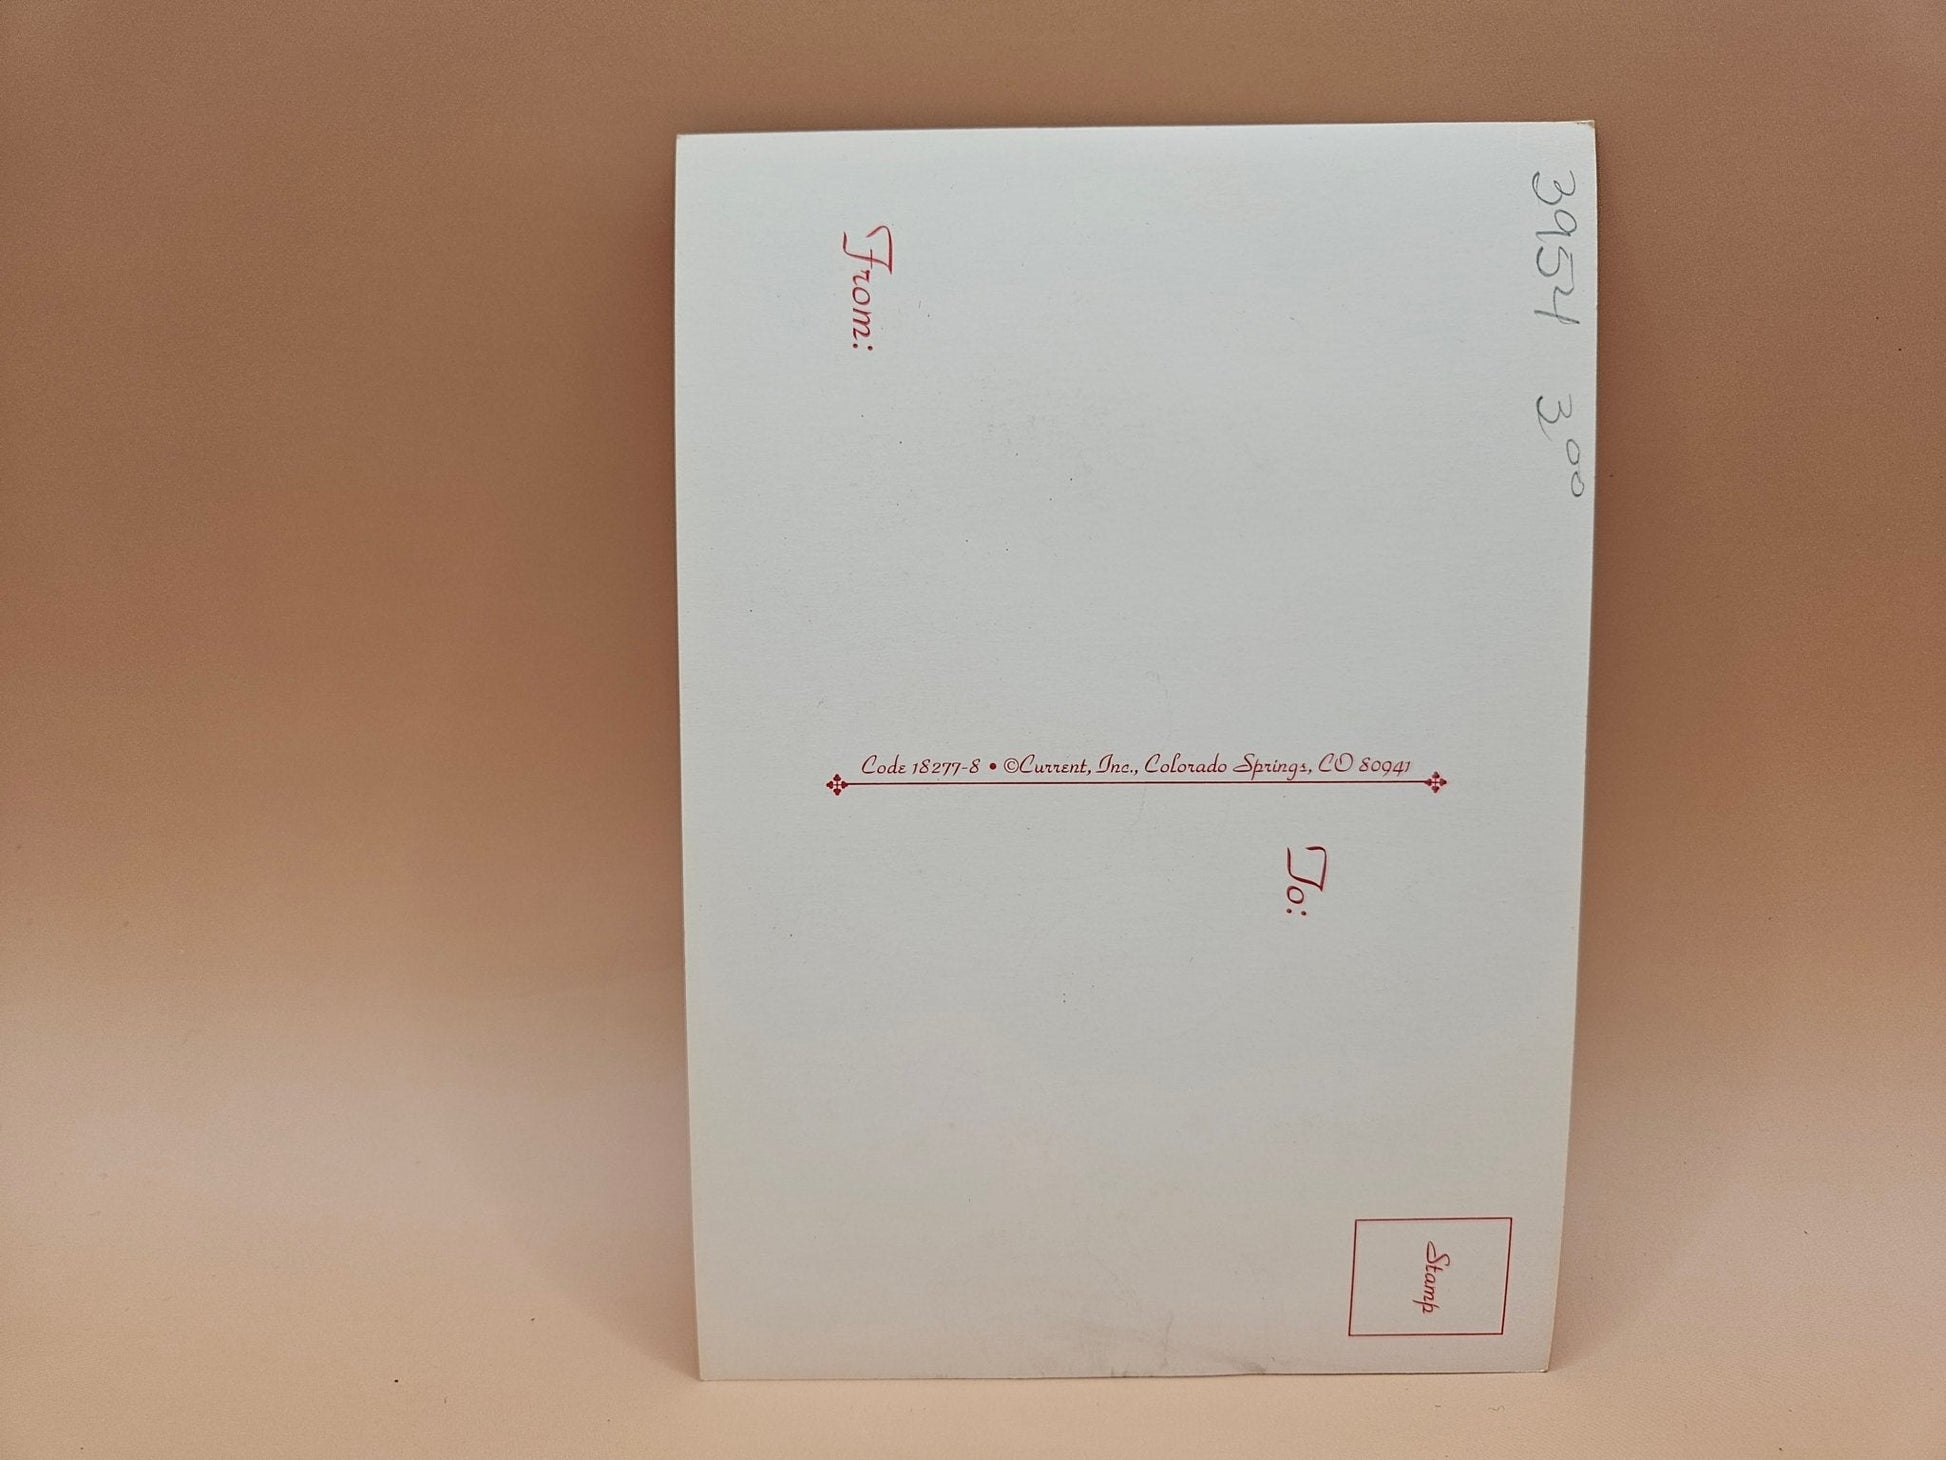 3954 3⁰⁰
From:
Code 18277-8 • ©Current, Inc., Colorado Springs, CO 80941
To:
Stamp